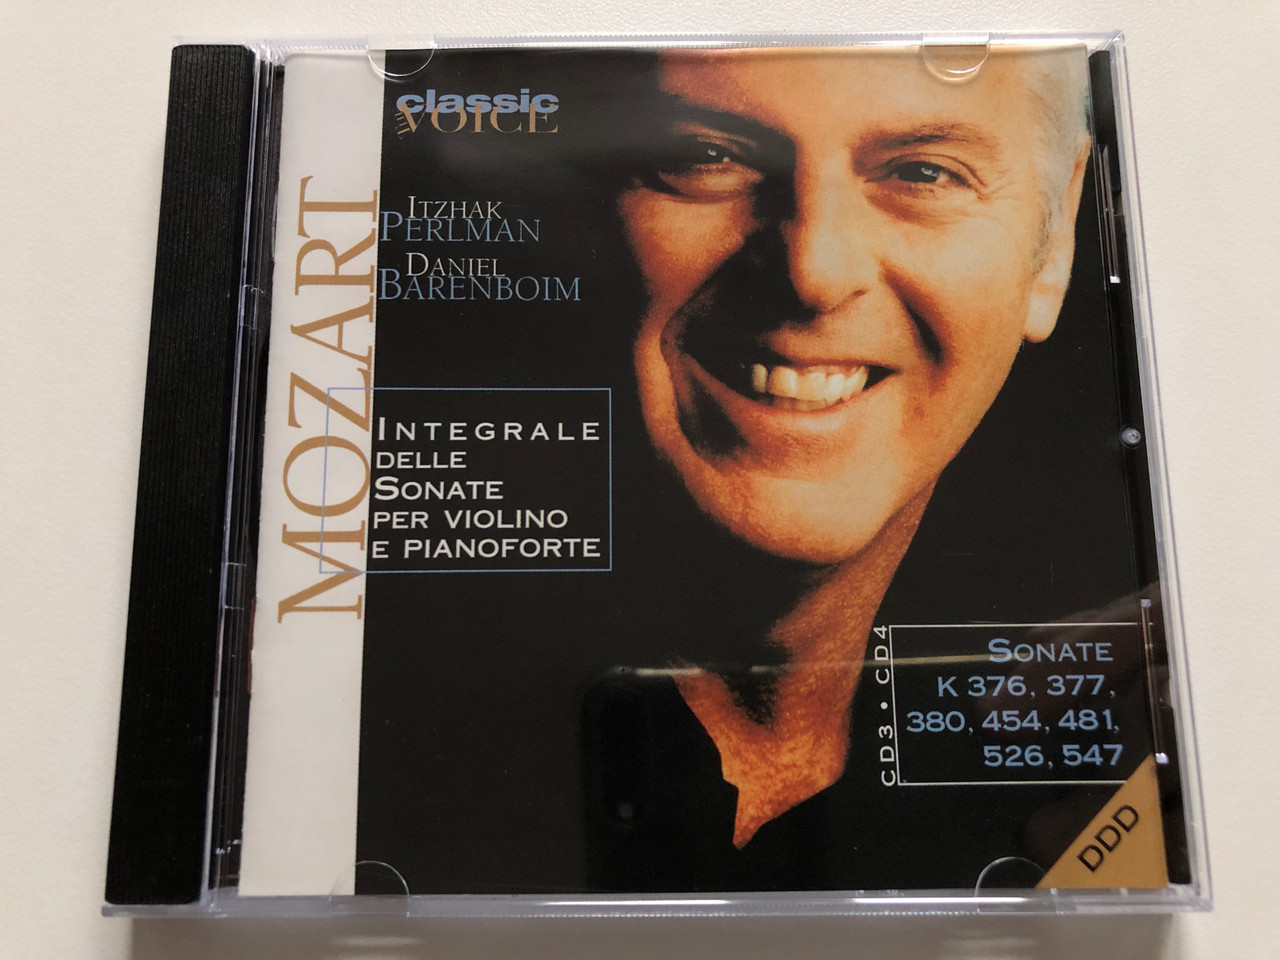 classic
THE VOICE
MOZART
ITZHAK
PERLMAN
DANIEL
BARENBOIM
INTEGRALE
DELLE
SONATE
PER VIOLINO
E PIANOFORTE
CD3 • CD4
SONATE
K 376, 377,
380, 454, 481,
526, 547
DDD